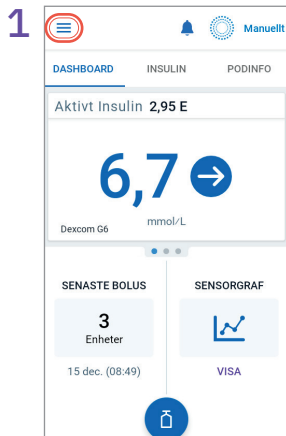 1
Manuellt
DASHBOARD INSULIN PODINFO
Aktivt Insulin 2,95 E
6,7
mmol/L
Dexcom G6
SENASTE BOLUS SENSORGRAF
3
Enheter
15 dec. (08:49) VISA